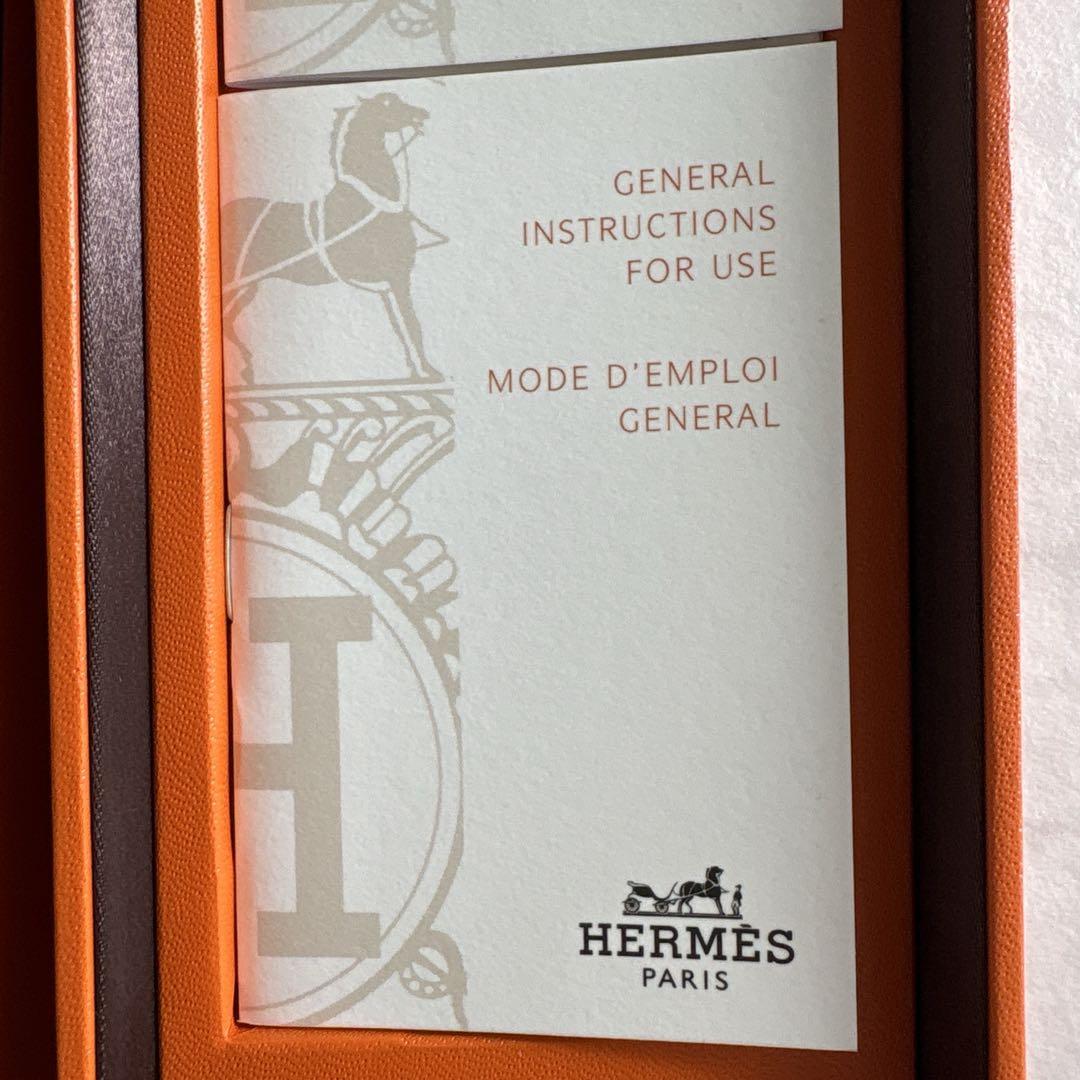 GENERAL
INSTRUCTIONS
FOR USE
MODE D'EMPLOI
GENERAL
H
HERMÈS
PARIS